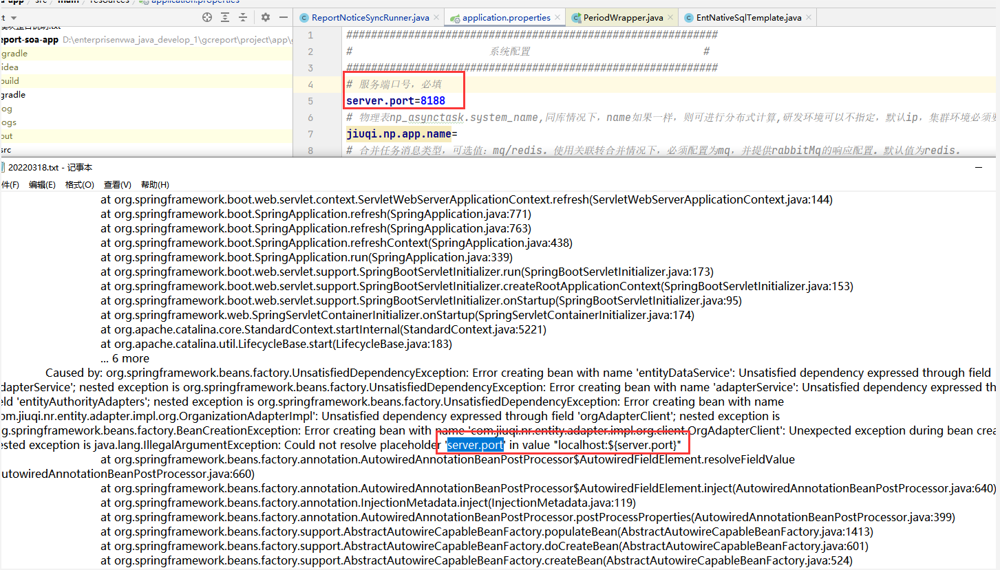 app / src / main / resources / application.properties
ReportNoticeSyncRunner.java
application.properties
PeriodWrapper.java
EntNativeSqlTemplate.java
eport-soa-app D:\enterprisenvwa_java_develop_1\gcreport\project\app\g
gradle
idea
build
gradle
og
ogs
out
src
1 ############################################################
2 # 系统配置 #
3 ############################################################
4 # 服务端口号，必填
5 server.port=8188
6 # 物理表np_asynctask.system_name,同库情况下，name如果一样，则可进行分布式计算,研发环境可以不指定，默认ip，集群环境必须要
7 jiuqi.np.app.name=
8 # 合并任务消息类型，可选值：mq/redis. 使用关联转合并情况下，必须配置为mq，并提供rabbitMq的响应配置. 默认值为redis.
20220318.txt - 记事本
件(F) 编辑(E) 格式(O) 查看(V) 帮助(H)
at org.springframework.boot.web.servlet.context.ServletWebServerApplicationContext.refresh(ServletWebServerApplicationContext.java:144)
at org.springframework.boot.SpringApplication.refresh(SpringApplication.java:771)
at org.springframework.boot.SpringApplication.refresh(SpringApplication.java:763)
at org.springframework.boot.SpringApplication.refreshContext(SpringApplication.java:438)
at org.springframework.boot.SpringApplication.run(SpringApplication.java:339)
at org.springframework.boot.web.servlet.support.SpringBootServletInitializer.run(SpringBootServletInitializer.java:173)
at org.springframework.boot.web.servlet.support.SpringBootServletInitializer.createRootApplicationContext(SpringBootServletInitializer.java:153)
at org.springframework.boot.web.servlet.support.SpringBootServletInitializer.onStartup(SpringBootServletInitializer.java:95)
at org.springframework.web.SpringServletContainerInitializer.onStartup(SpringServletContainerInitializer.java:174)
at org.apache.catalina.core.StandardContext.startInternal(StandardContext.java:5221)
at org.apache.catalina.util.LifecycleBase.start(LifecycleBase.java:183)
... 6 more
Caused by: org.springframework.beans.factory.UnsatisfiedDependencyException: Error creating bean with name 'entityDataService': Unsatisfied dependency expressed through field
dapterService'; nested exception is org.springframework.beans.factory.UnsatisfiedDependencyException: Error creating bean with name 'adapterService': Unsatisfied dependency expressed th
eld 'entityAuthorityAdapters'; nested exception is org.springframework.beans.factory.UnsatisfiedDependencyException: Error creating bean with name
om.jiuqi.nr.entity.adapter.impl.org.OrganizationAdapterImpl': Unsatisfied dependency expressed through field 'orgAdapterClient'; nested exception is
g.springframework.beans.factory.BeanCreationException: Error creating bean with name 'com.jiuqi.nr.entity.adapter.impl.org.client.OrgAdapterClient': Unexpected exception during bean crea
ested exception is java.lang.IllegalArgumentException: Could not resolve placeholder 'server.port' in value "localhost:${server.port}"
at org.springframework.beans.factory.annotation.AutowiredAnnotationBeanPostProcessor$AutowiredFieldElement.resolveFieldValue
utowiredAnnotationBeanPostProcessor.java:660)
at org.springframework.beans.factory.annotation.AutowiredAnnotationBeanPostProcessor$AutowiredFieldElement.inject(AutowiredAnnotationBeanPostProcessor.java:640)
at org.springframework.beans.factory.annotation.InjectionMetadata.inject(InjectionMetadata.java:119)
at org.springframework.beans.factory.annotation.AutowiredAnnotationBeanPostProcessor.postProcessProperties(AutowiredAnnotationBeanPostProcessor.java:399)
at org.springframework.beans.factory.support.AbstractAutowireCapableBeanFactory.populateBean(AbstractAutowireCapableBeanFactory.java:1413)
at org.springframework.beans.factory.support.AbstractAutowireCapableBeanFactory.doCreateBean(AbstractAutowireCapableBeanFactory.java:601)
at org.springframework.beans.factory.support.AbstractAutowireCapableBeanFactory.createBean(AbstractAutowireCapableBeanFactory.java:524)